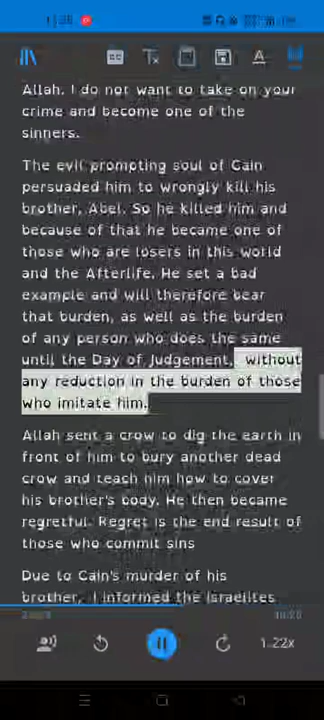 Allah. I do not want to take on your
crime and become one of the
sinners.
The evil prompting soul of Cain
persuaded him to wrongly kill his
brother, Abel. So he killed him and
because of that he became one of
those who are losers in this world
and the Afterlife. He set a bad
example and will therefore bear
that burden, as well as the burden
of any person who does the same
until the Day of Judgement, without
any reduction in the burden of those
who imitate him.
Allah sent a crow to dig the earth in
front of him to bury another dead
crow and teach him how to cover
his brother's body. He then became
regretful. Regret is the end result of
those who commit sins
Due to Cain's murder of his
brother, I informed the Israelites
1.22x